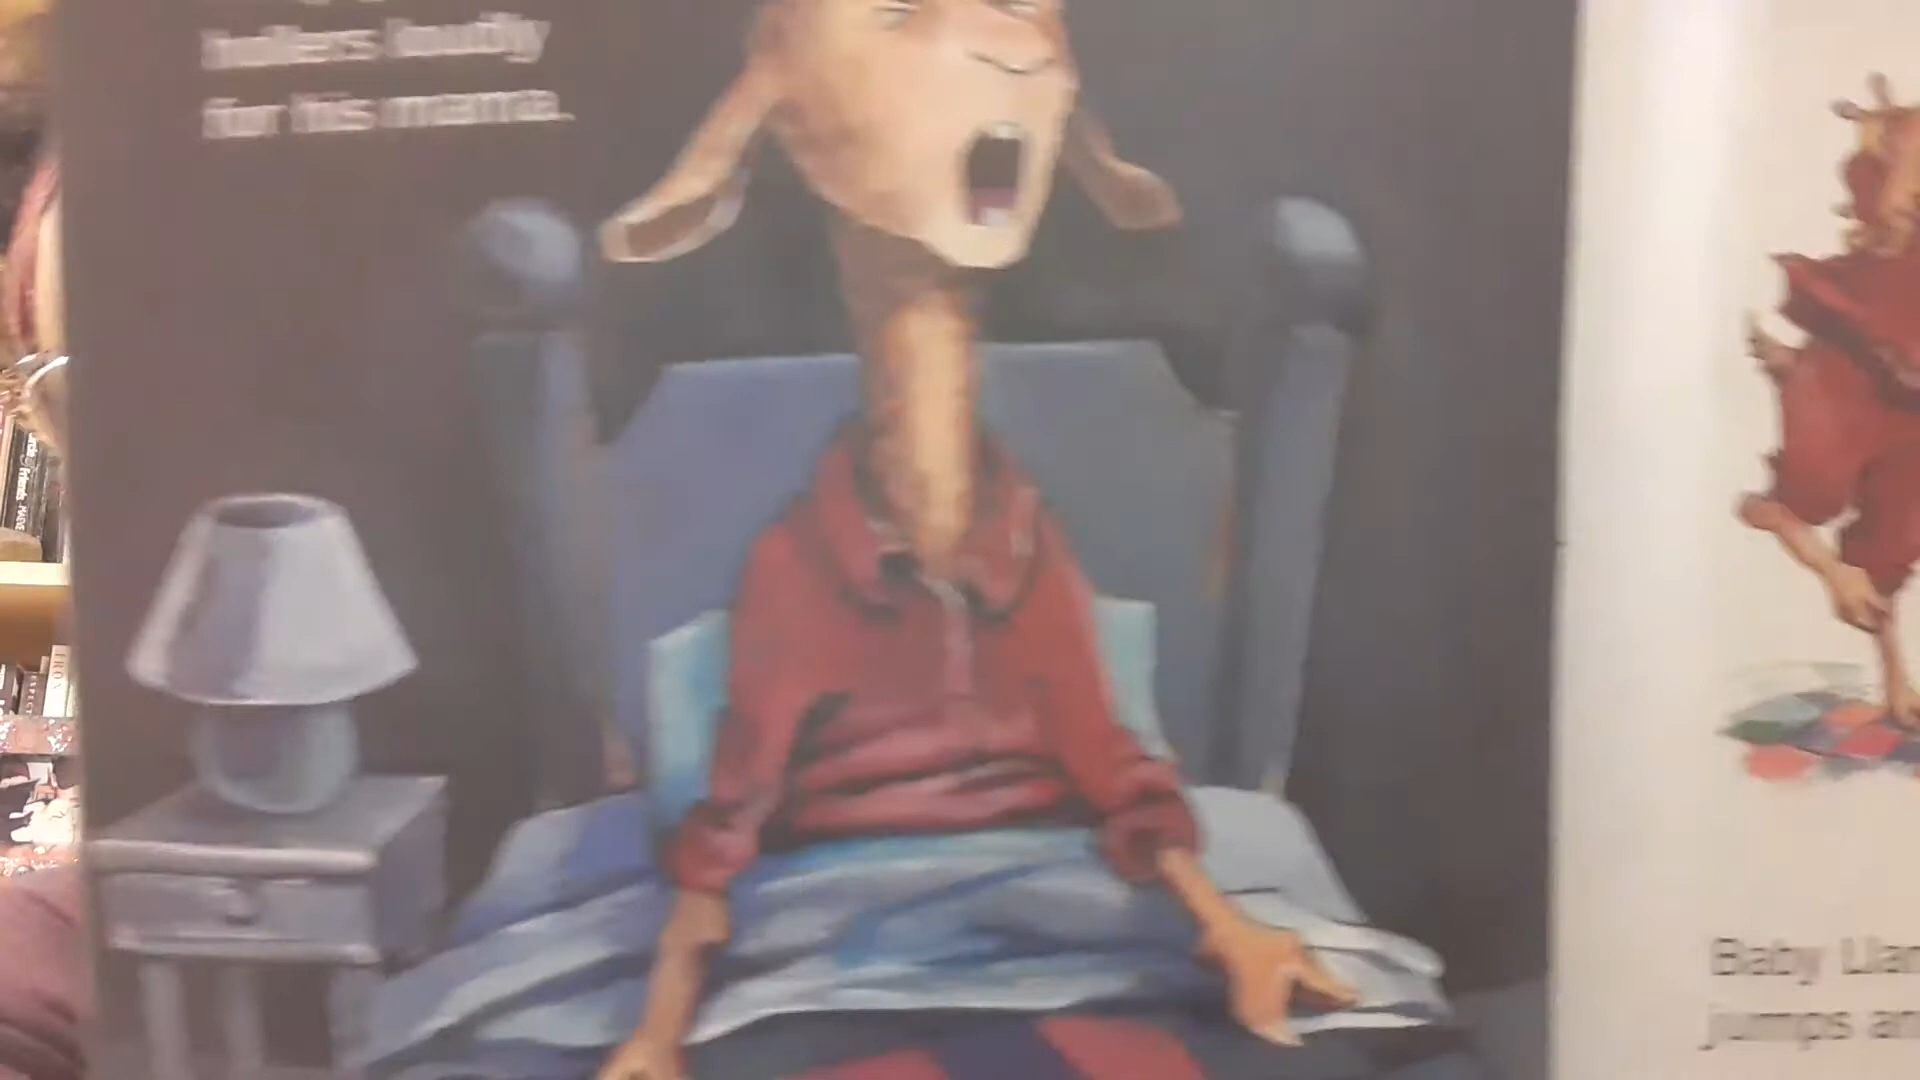 hollers loudly
for his mama.
Baby Llam
jumps an